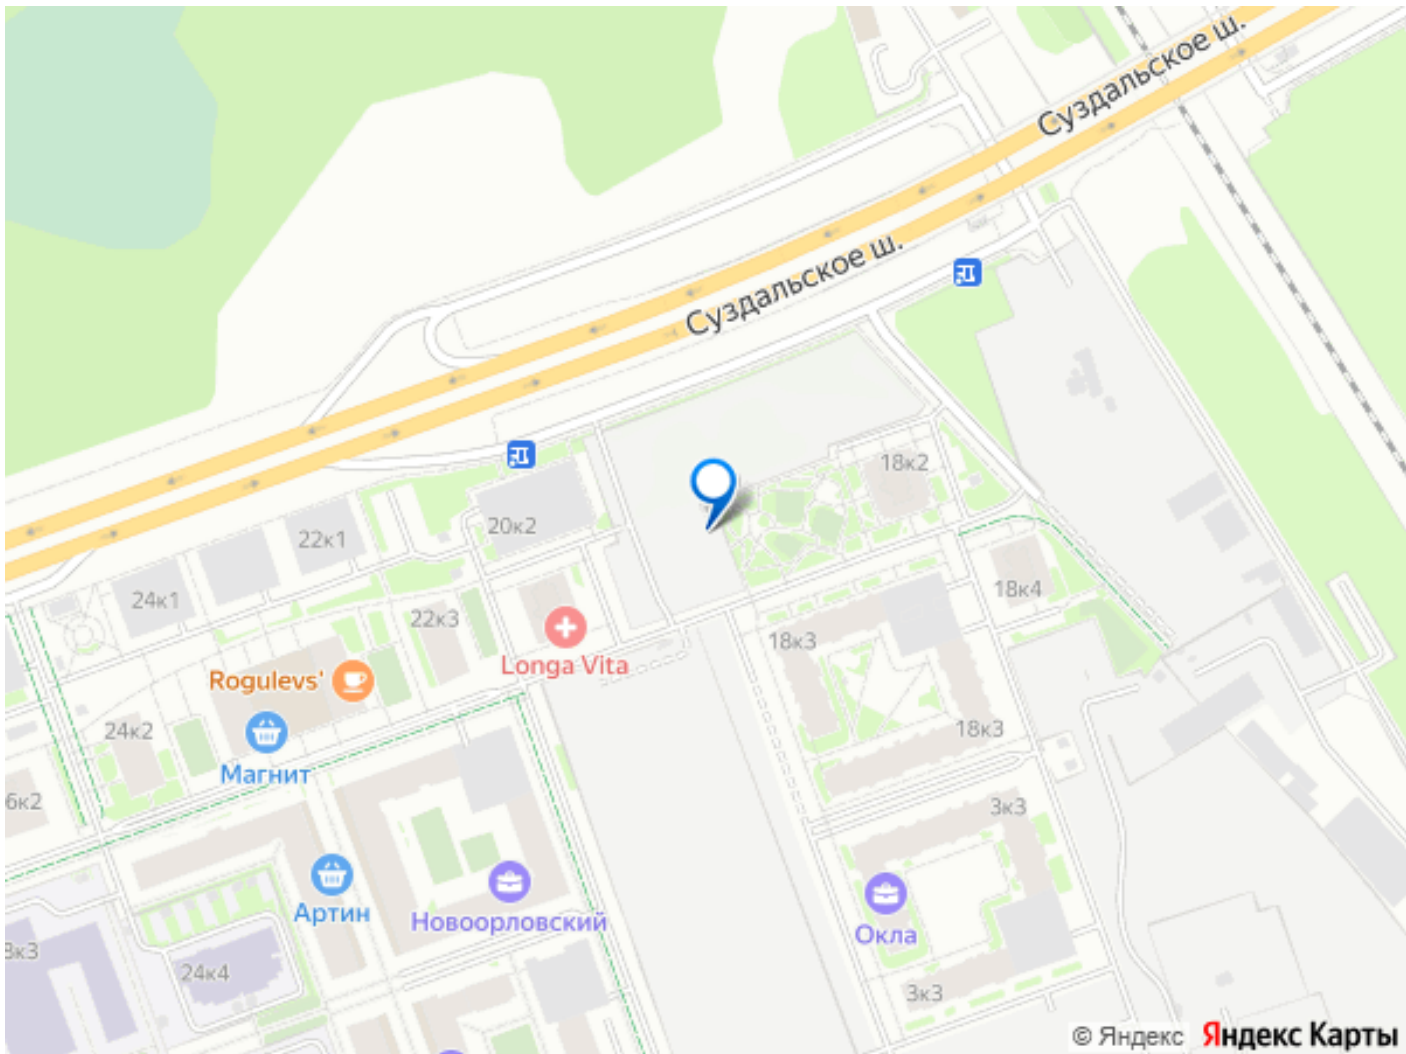 Суздальское ш.
Суздальское ш.
18к2
20к2
22к1
24к1
22к3
18к4
18к3
Longa Vita
Rogulevs'
24к2
Магнит
18к3
6к2
3к3
Артин
Новоорловский
Окла
8к3
24к4
3к3
© Яндекс Яндекс Карты